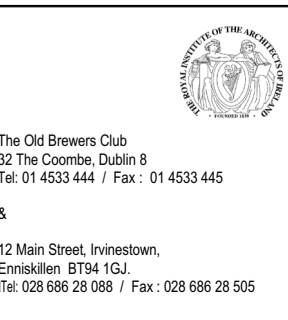 THE ROYAL INSTITUTE OF THE ARCHITECTS OF IRELAND
• FOUNDED 1839 •
The Old Brewers Club
32 The Coombe, Dublin 8
Tel: 01 4533 444 / Fax : 01 4533 445
&
12 Main Street, Irvinestown,
Enniskillen BT94 1GJ.
Tel: 028 686 28 088 / Fax : 028 686 28 505